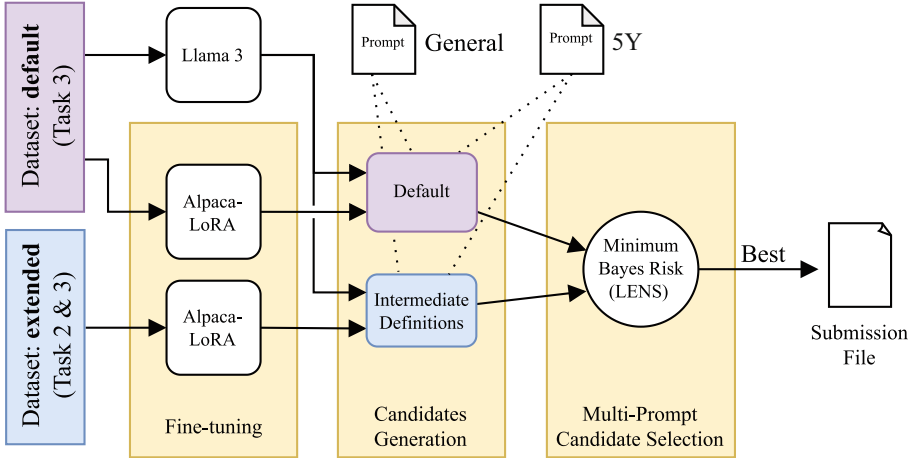 Dataset: default
(Task 3)
Dataset: extended
(Task 2 & 3)
Llama 3
Prompt
General
Prompt
5Y
Alpaca-
LoRA
Alpaca-
LoRA
Fine-tuning
Default
Intermediate
Definitions
Candidates
Generation
Minimum
Bayes Risk
(LENS)
Multi-Prompt
Candidate Selection
Best
Submission
File